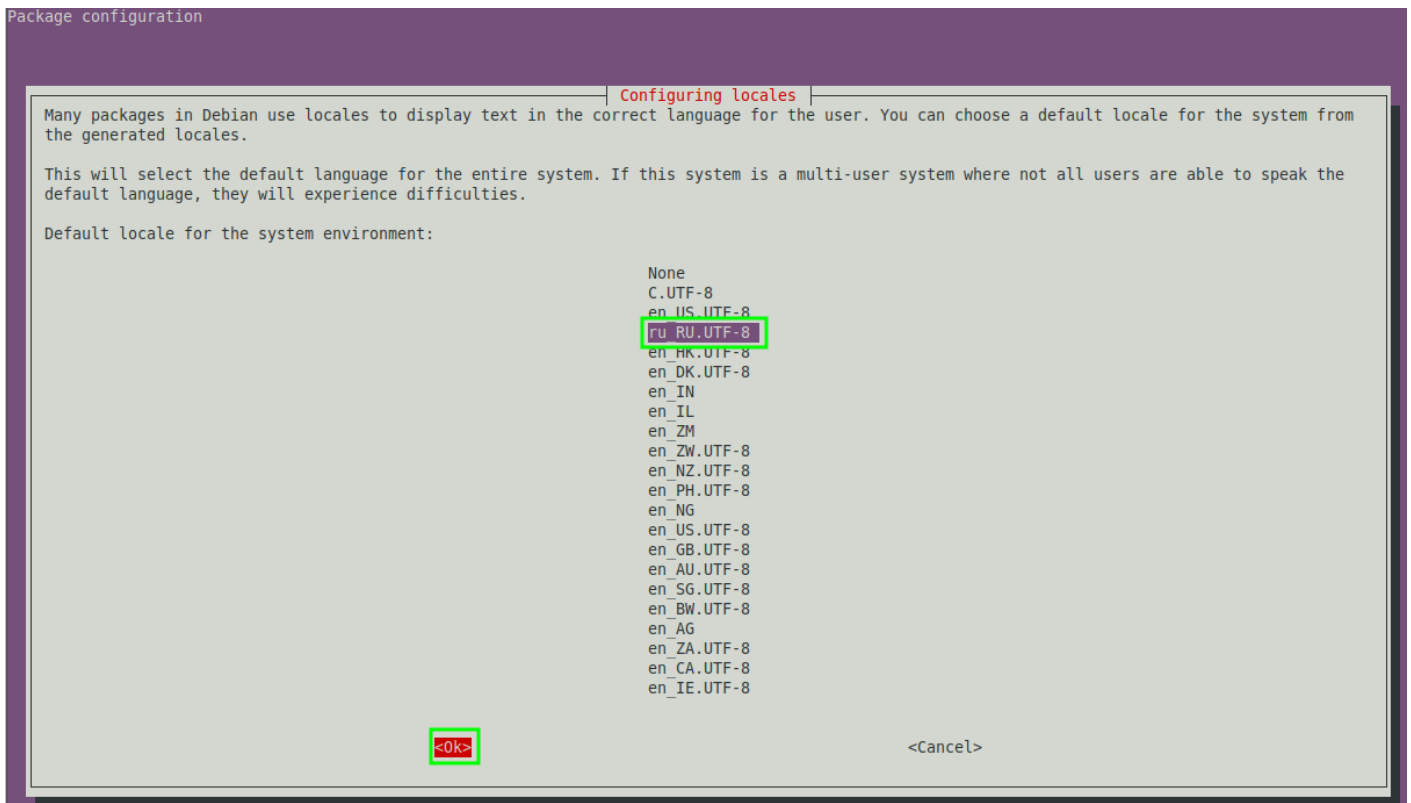 Package configuration
Configuring locales
Many packages in Debian use locales to display text in the correct language for the user. You can choose a default locale for the system from
the generated locales.
This will select the default language for the entire system. If this system is a multi-user system where not all users are able to speak the
default language, they will experience difficulties.
Default locale for the system environment:
None
C.UTF-8
en_US.UTF-8
ru_RU.UTF-8
en_HK.UTF-8
en_DK.UTF-8
en_IN
en_IL
en_ZM
en_ZW.UTF-8
en_NZ.UTF-8
en_PH.UTF-8
en_NG
en_US.UTF-8
en_GB.UTF-8
en_AU.UTF-8
en_SG.UTF-8
en_BW.UTF-8
en_AG
en_ZA.UTF-8
en_CA.UTF-8
en_IE.UTF-8
<Ok> <Cancel>